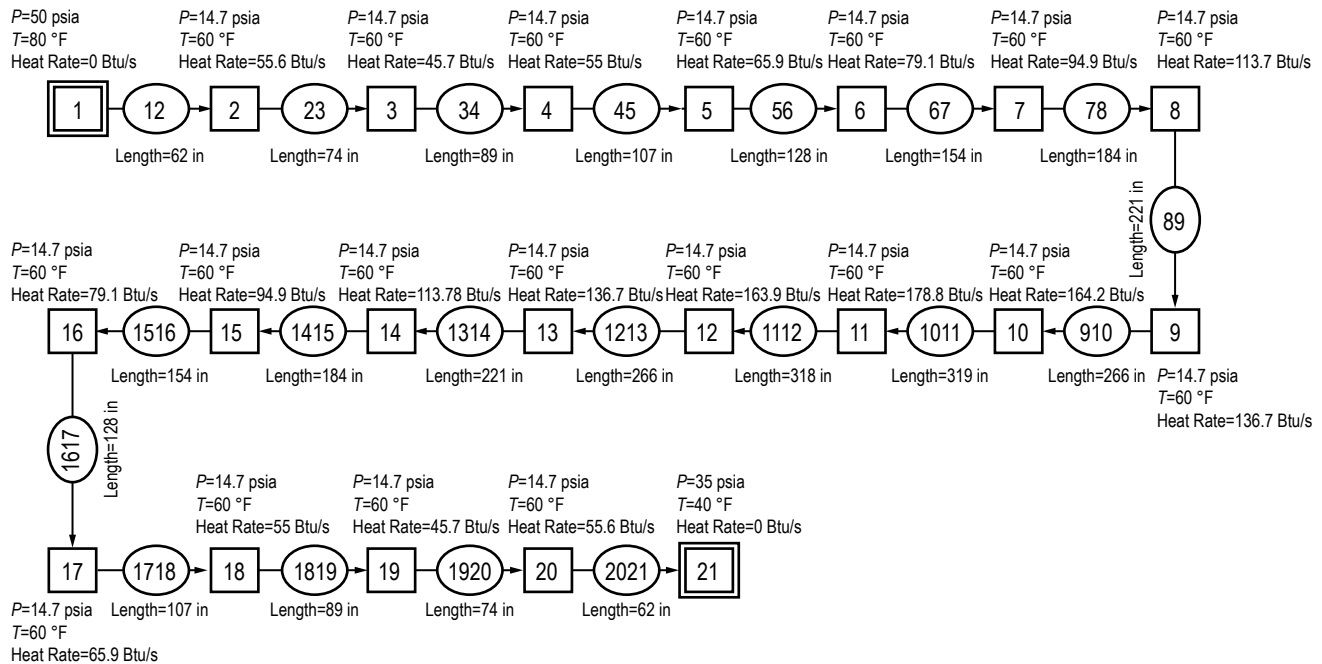 P=50 psia
T=80 °F
Heat Rate=0 Btu/s
P=14.7 psia
T=60 °F
Heat Rate=55.6 Btu/s
P=14.7 psia
T=60 °F
Heat Rate=45.7 Btu/s
P=14.7 psia
T=60 °F
Heat Rate=55 Btu/s
P=14.7 psia
T=60 °F
Heat Rate=65.9 Btu/s
P=14.7 psia
T=60 °F
Heat Rate=79.1 Btu/s
P=14.7 psia
T=60 °F
Heat Rate=94.9 Btu/s
P=14.7 psia
T=60 °F
Heat Rate=113.7 Btu/s
1 12 2 23 3 34 4 45 5 56 6 67 7 78 8
Length=62 in Length=74 in Length=89 in Length=107 in Length=128 in Length=154 in Length=184 in
Length=221 in
89
P=14.7 psia
T=60 °F
Heat Rate=79.1 Btu/s
P=14.7 psia
T=60 °F
Heat Rate=94.9 Btu/s
P=14.7 psia
T=60 °F
Heat Rate=113.78 Btu/s
P=14.7 psia
T=60 °F
Heat Rate=136.7 Btu/s
P=14.7 psia
T=60 °F
Heat Rate=163.9 Btu/s
P=14.7 psia
T=60 °F
Heat Rate=178.8 Btu/s
P=14.7 psia
T=60 °F
Heat Rate=164.2 Btu/s
16 1516 15 1415 14 1314 13 1213 12 1112 11 1011 10 910 9
Length=154 in Length=184 in Length=221 in Length=266 in Length=318 in Length=319 in Length=266 in
P=14.7 psia
T=60 °F
Heat Rate=136.7 Btu/s
1617
Length=128 in
P=14.7 psia
T=60 °F
Heat Rate=55 Btu/s
P=14.7 psia
T=60 °F
Heat Rate=45.7 Btu/s
P=14.7 psia
T=60 °F
Heat Rate=55.6 Btu/s
P=35 psia
T=40 °F
Heat Rate=0 Btu/s
17 1718 18 1819 19 1920 20 2021 21
P=14.7 psia
T=60 °F
Heat Rate=65.9 Btu/s
Length=107 in Length=89 in Length=74 in Length=62 in